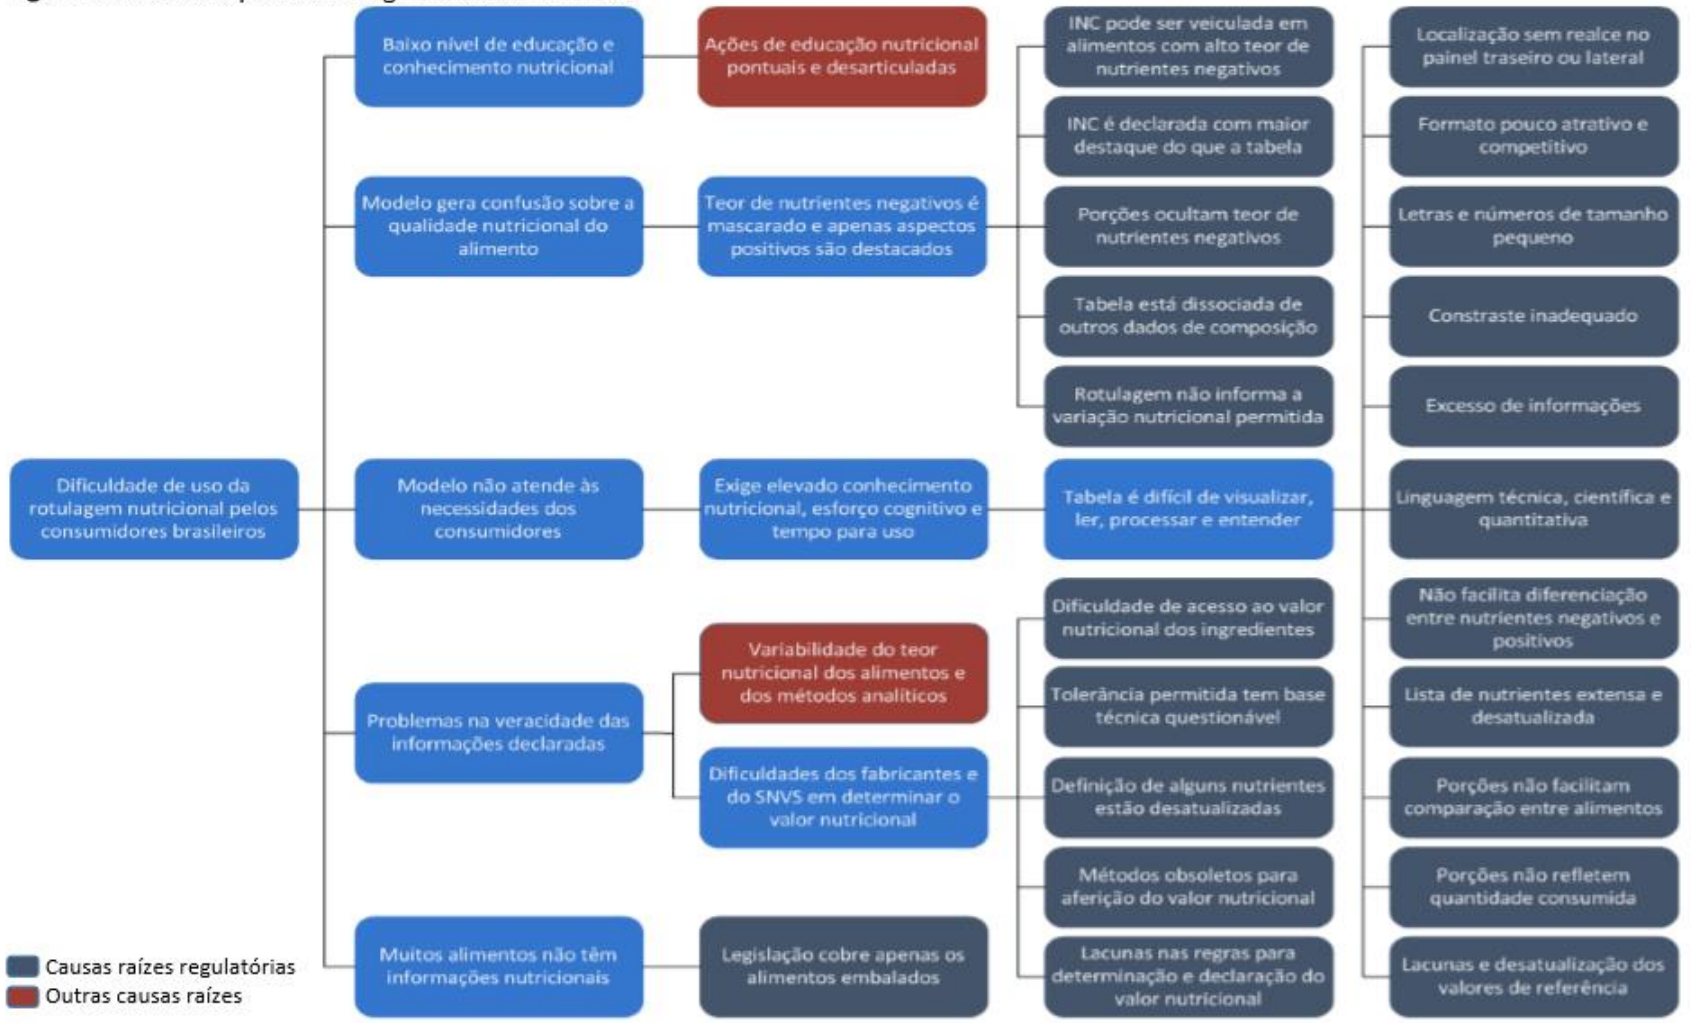 Baixo nível de educação e
conhecimento nutricional
Ações de educação nutricional
pontuais e desarticuladas
INC pode ser veiculada em
alimentos com alto teor de
nutrientes negativos
Localização sem realce no
painel traseiro ou lateral
INC é declarada com maior
destaque do que a tabela
Formato pouco atrativo e
competitivo
Modelo gera confusão sobre a
qualidade nutricional do
alimento
Teor de nutrientes negativos é
mascarado e apenas aspectos
positivos são destacados
Porções ocultam teor de
nutrientes negativos
Letras e números de tamanho
pequeno
Tabela está dissociada de
outros dados de composição
Constraste inadequado
Rotulagem não informa a
variação nutricional permitida
Excesso de informações
Dificuldade de uso da
rotulagem nutricional pelos
consumidores brasileiros
Modelo não atende às
necessidades dos
consumidores
Exige elevado conhecimento
nutricional, esforço cognitivo e
tempo para uso
Tabela é difícil de visualizar,
ler, processar e entender
Linguagem técnica, científica e
quantitativa
Dificuldade de acesso ao valor
nutricional dos ingredientes
Não facilita diferenciação
entre nutrientes negativos e
positivos
Variabilidade do teor
nutricional dos alimentos e
dos métodos analíticos
Tolerância permitida tem base
técnica questionável
Lista de nutrientes extensa e
desatualizada
Problemas na veracidade das
informações declaradas
Dificuldades dos fabricantes e
do SNVS em determinar o
valor nutricional
Definição de alguns nutrientes
estão desatualizadas
Porções não facilitam
comparação entre alimentos
Métodos obsoletos para
aferição do valor nutricional
Porções não refletem
quantidade consumida
Muitos alimentos não têm
informações nutricionais
Legislação cobre apenas os
alimentos embalados
Lacunas nas regras para
determinação e declaração do
valor nutricional
Lacunas e desatualização dos
valores de referência
Causas raízes regulatórias
Outras causas raízes